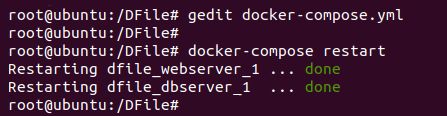 root@ubuntu:/DFile# gedit docker-compose.yml
root@ubuntu:/DFile#
root@ubuntu:/DFile# docker-compose restart
Restarting dfile_webserver_1 ... done
Restarting dfile_dbserver_1  ... done
root@ubuntu:/DFile#